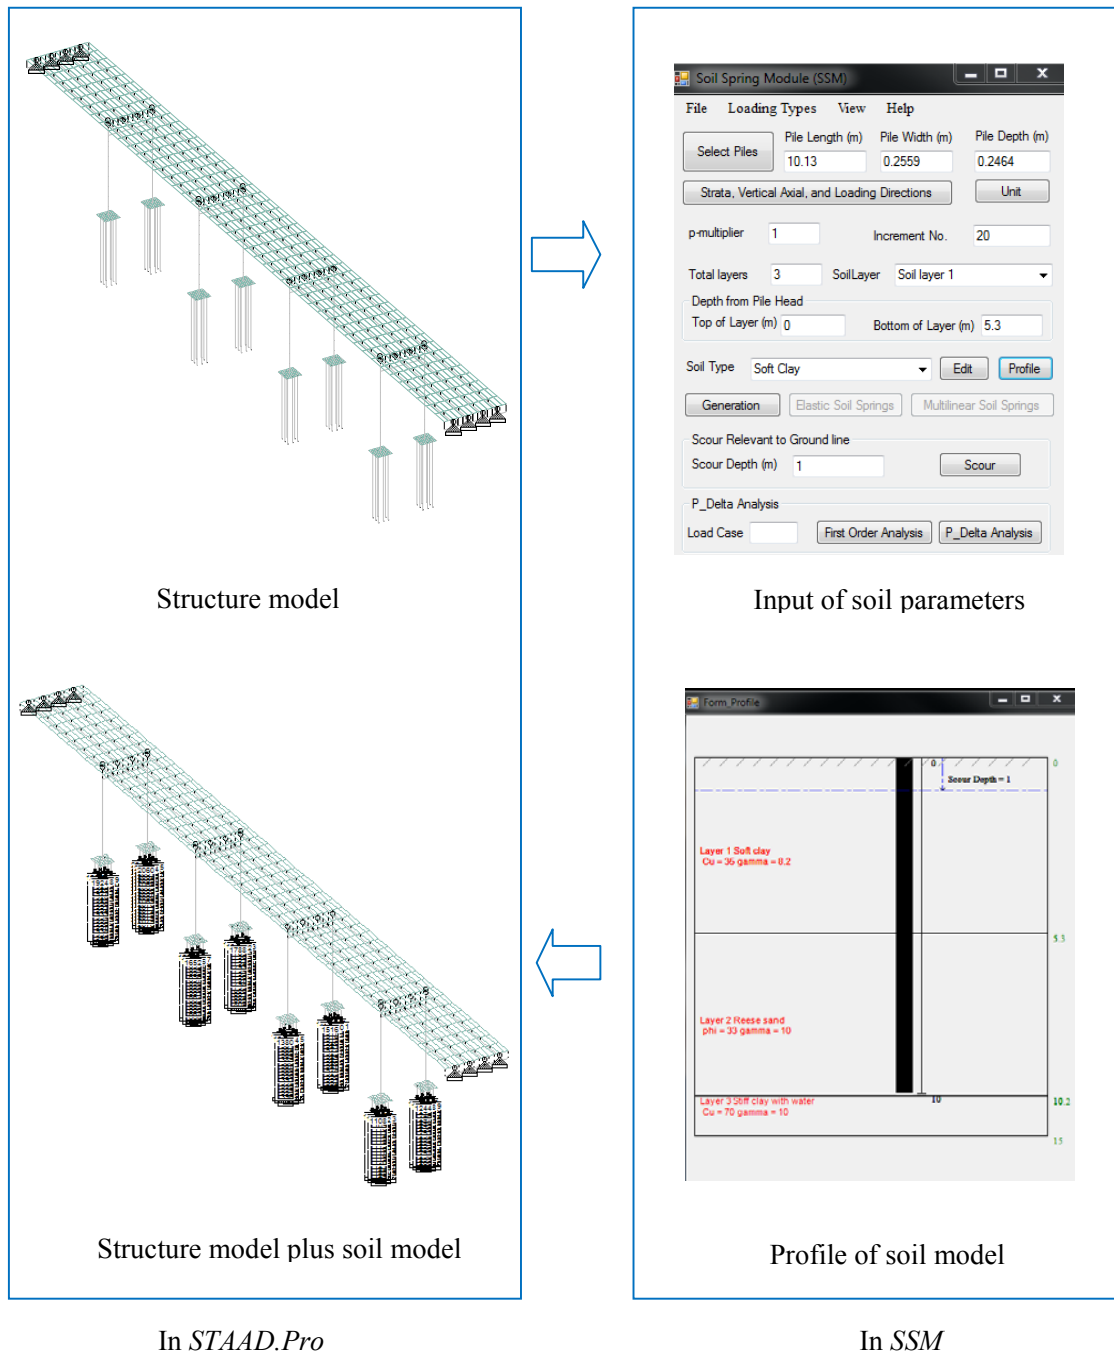 Soil Spring Module (SSM)
File Loading Types View Help
Select Piles
Pile Length (m) Pile Width (m) Pile Depth (m)
10.13 0.2559 0.2464
Strata, Vertical Axial, and Loading Directions Unit
p-multiplier 1 Increment No. 20
Total layers 3 SoilLayer Soil layer 1
Depth from Pile Head
Top of Layer (m) 0 Bottom of Layer (m) 5.3
Soil Type Soft Clay Edit Profile
Generation Elastic Soil Springs Multilinear Soil Springs
Scour Relevant to Ground line
Scour Depth (m) 1 Scour
P_Delta Analysis
Load Case First Order Analysis P_Delta Analysis
Structure model
Input of soil parameters
Form_Profile
0 0
Scour Depth = 1
Layer 1 Soft clay
Cu = 35 gamma = 8.2
5.3
Layer 2 Reese sand
phi = 33 gamma = 10
10 10.2
Layer 3 Stiff clay with water
Cu = 70 gamma = 10
15
Structure model plus soil model
Profile of soil model
In STAAD.Pro
In SSM